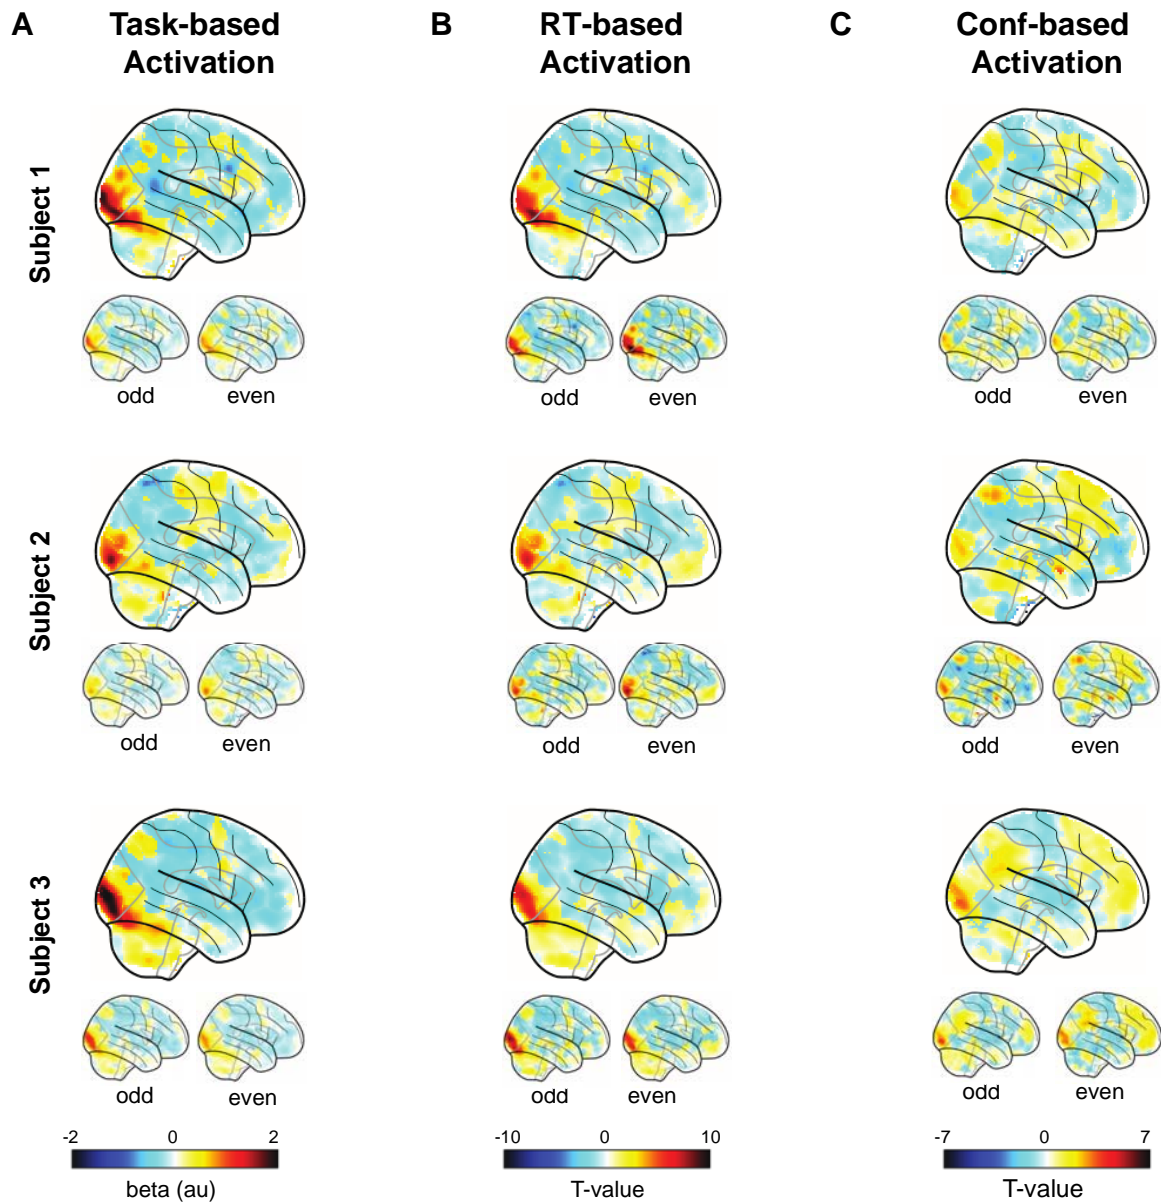 A Task-based Activation
B RT-based Activation
C Conf-based Activation
Subject 1
odd even
odd even
odd even
Subject 2
odd even
odd even
odd even
Subject 3
odd even
odd even
odd even
-2 0 2
beta (au)
-10 0 10
T-value
-7 0 7
T-value